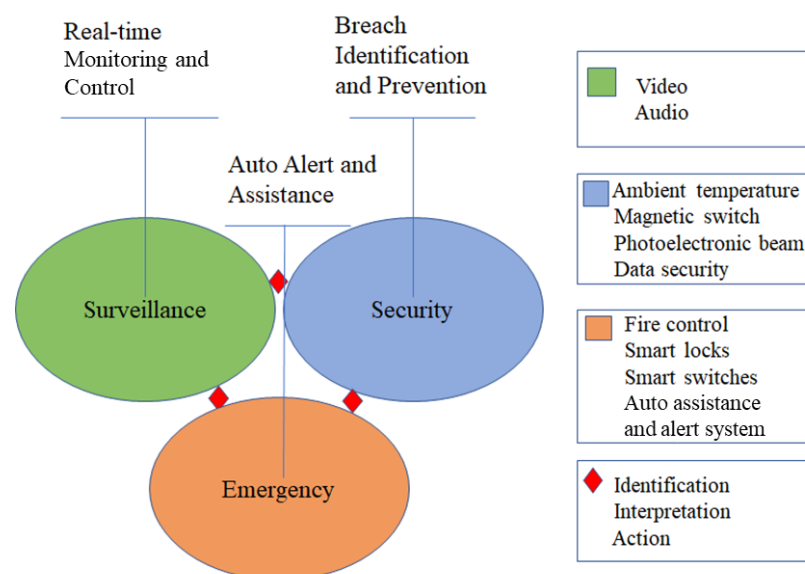 Real-time
Monitoring and
Control
Breach
Identification
and Prevention
Auto Alert and
Assistance
Surveillance
Security
Emergency
Video
Audio
Ambient temperature
Magnetic switch
Photoelectronic beam
Data security
Fire control
Smart locks
Smart switches
Auto assistance
and alert system
Identification
Interpretation
Action